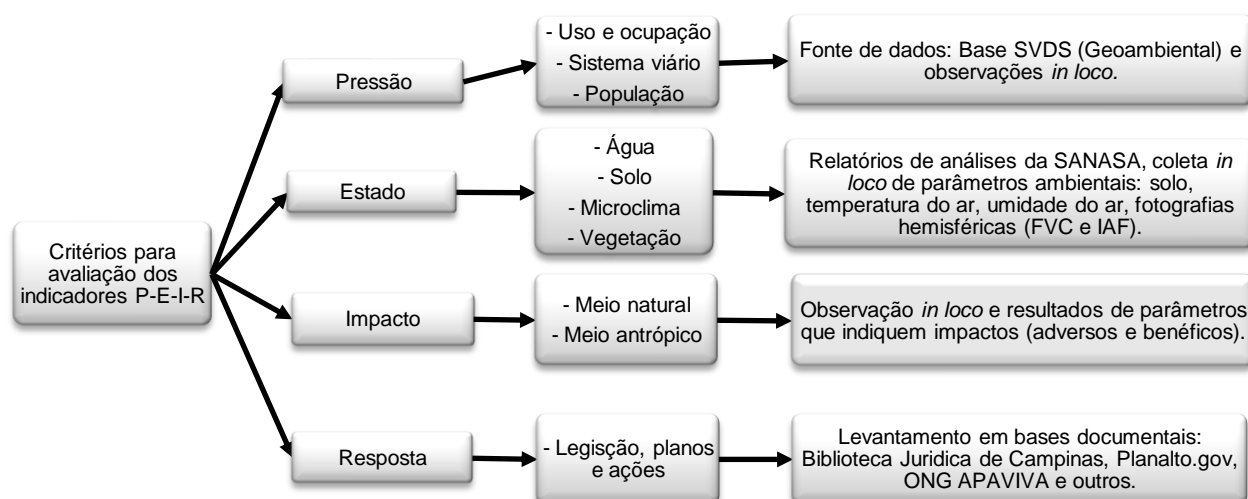 Critérios para
avaliação dos
indicadores P-E-I-R
Pressão
- Uso e ocupação
- Sistema viário
- População
Fonte de dados: Base SVDS (Geoambiental) e
observações in loco.
Estado
- Água
- Solo
- Microclima
- Vegetação
Relatórios de análises da SANASA, coleta in
loco de parâmetros ambientais: solo,
temperatura do ar, umidade do ar, fotografias
hemisféricas (FVC e IAF).
Impacto
- Meio natural
- Meio antrópico
Observação in loco e resultados de parâmetros
que indiquem impactos (adversos e benéficos).
Resposta
- Legisção, planos
e ações
Levantamento em bases documentais:
Biblioteca Juridica de Campinas, Planalto.gov,
ONG APAVIVA e outros.